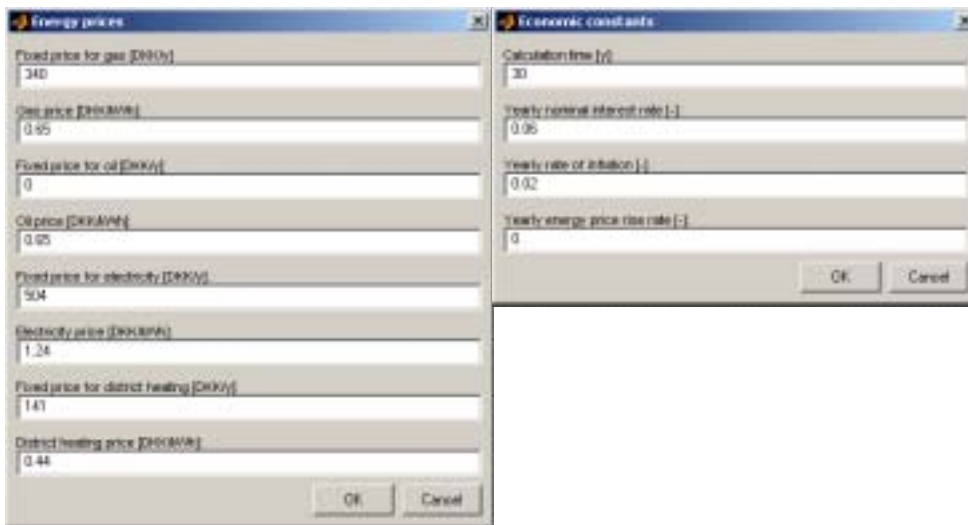 Energy prices
Fixed price for gas [DKK/y]
340
Gas price [DKK/kWh]
0.65
Fixed price for oil [DKK/y]
0
Oil price [DKK/kWh]
0.65
Fixed price for electricity [DKK/y]
504
Electricity price [DKK/kWh]
1.24
Fixed price for district heating [DKK/y]
141
District heating price [DKK/kWh]
0.44
OK Cancel
Economic constants
Calculation time [y]
30
Yearly nominal interest rate [-]
0.06
Yearly rate of inflation [-]
0.02
Yearly energy price rise rate [-]
0
OK Cancel